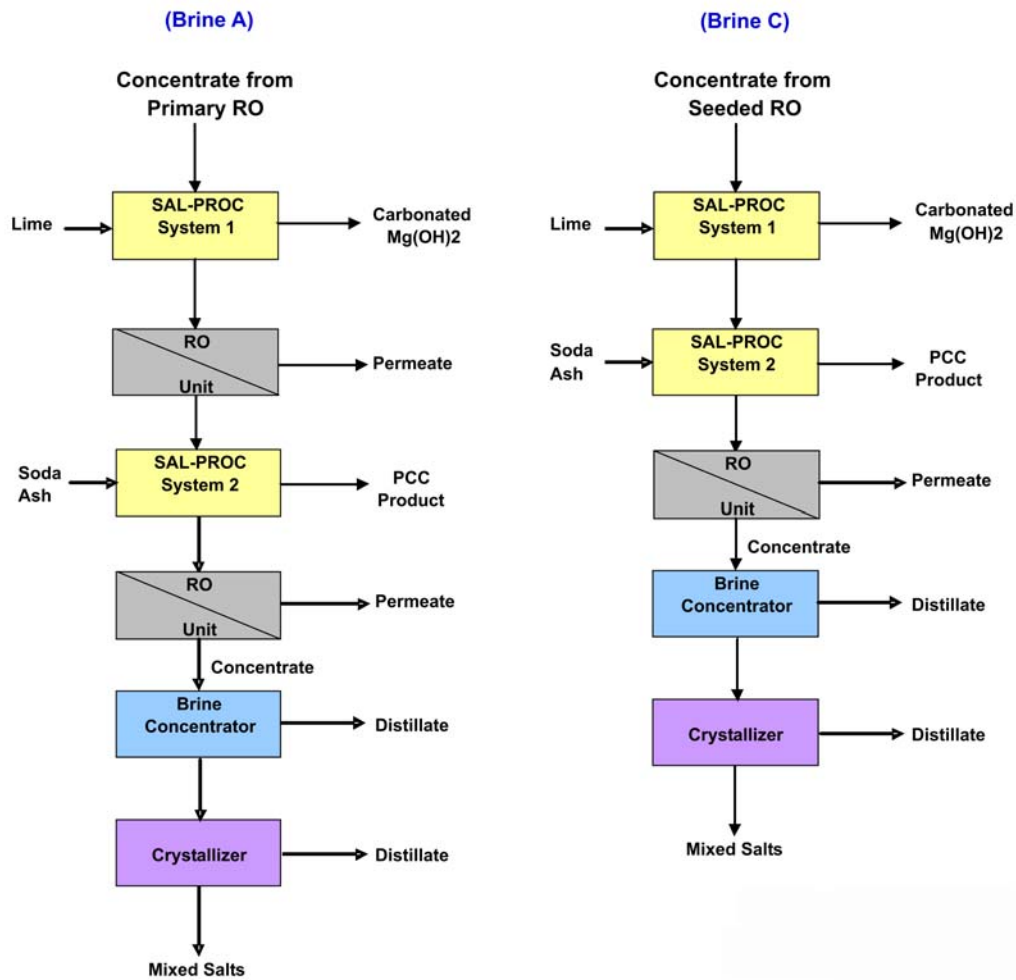 (Brine A)
Concentrate from
Primary RO
Lime
SAL-PROC
System 1
Carbonated
Mg(OH)2
RO
Unit
Permeate
Soda
Ash
SAL-PROC
System 2
PCC
Product
RO
Unit
Permeate
Concentrate
Brine
Concentrator
Distillate
Crystallizer
Distillate
Mixed Salts
(Brine C)
Concentrate from
Seeded RO
Lime
SAL-PROC
System 1
Carbonated
Mg(OH)2
Soda
Ash
SAL-PROC
System 2
PCC
Product
RO
Unit
Permeate
Concentrate
Brine
Concentrator
Distillate
Crystallizer
Distillate
Mixed Salts